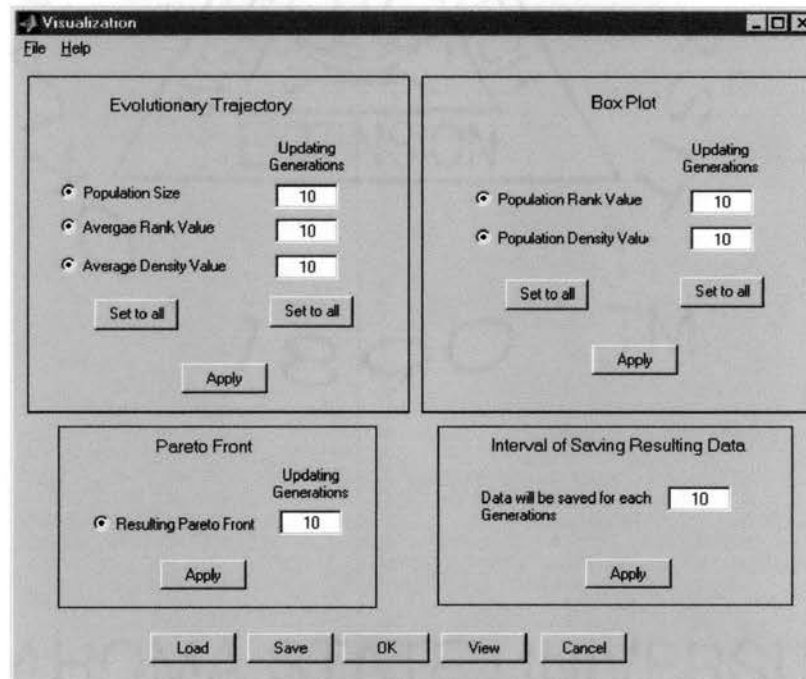 Visualization
File Help
Evolutionary Trajectory
Updating
Generations
Population Size 10
Avergae Rank Value 10
Average Density Value 10
Set to all Set to all
Apply
Box Plot
Updating
Generations
Population Rank Value 10
Population Density Valu 10
Set to all Set to all
Apply
Pareto Front
Updating
Generations
Resulting Pareto Front 10
Apply
Interval of Saving Resulting Data
Data will be saved for each 10
Generations
Apply
Load Save OK View Cancel